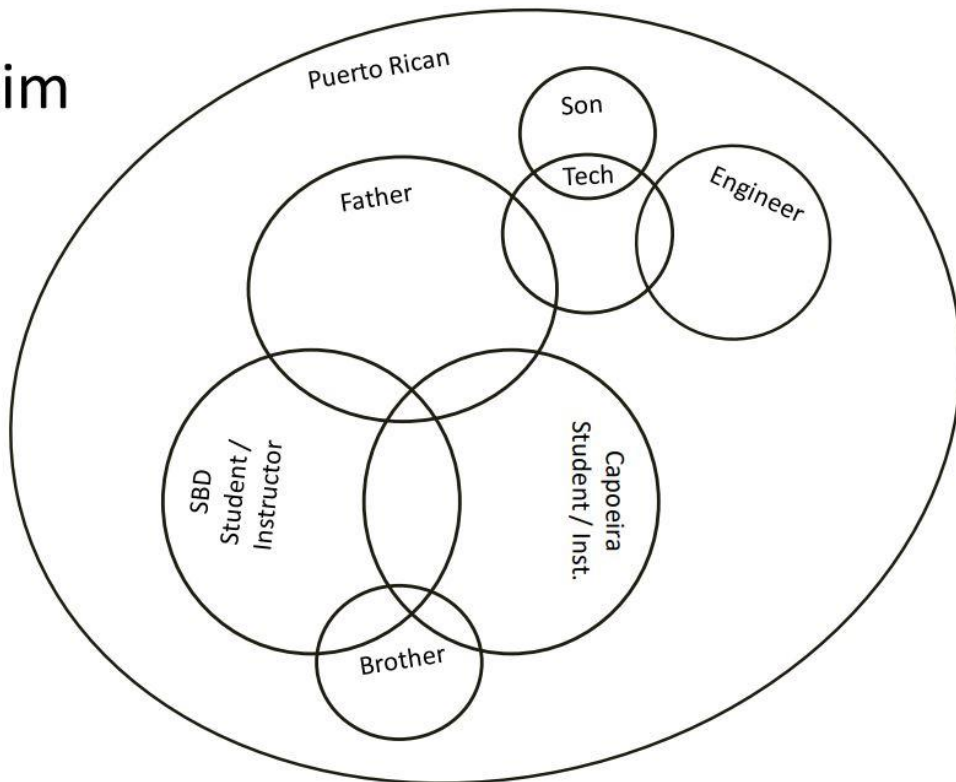 im
Puerto Rican
Son
Tech
Engineer
Father
SBD
Student /
Instructor
Capoeira
Student / Inst.
Brother